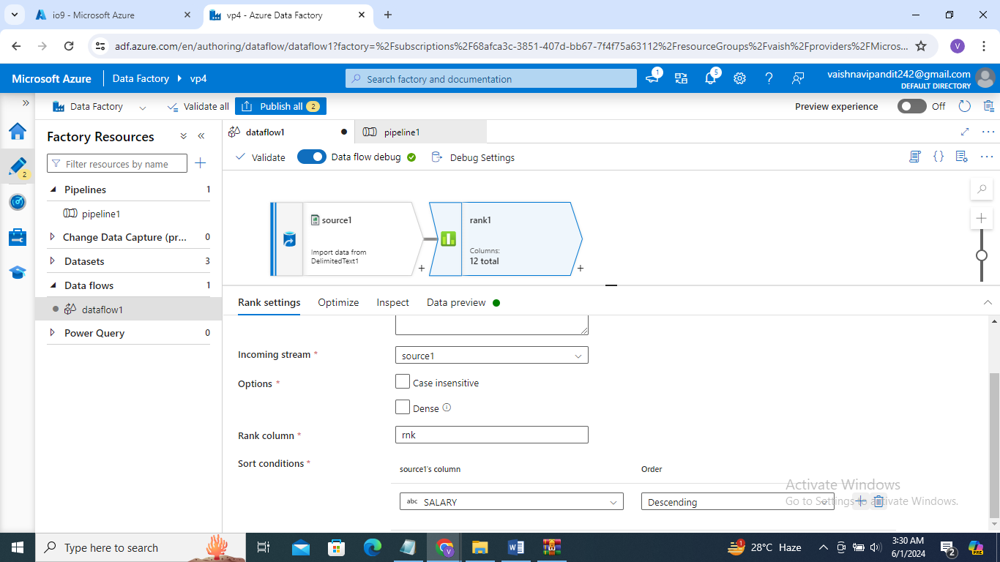 io9 - Microsoft Azure
vp4 - Azure Data Factory
adf.azure.com/en/authoring/dataflow/dataflow1?factory=%2Fsubscriptions%2F68afca3c-3851-407d-bb67-7f4f75a63112%2FresourceGroups%2Fvaish%2Fproviders%2FMicros...
V
Microsoft Azure
Data Factory
vp4
Search factory and documentation
1
5
vaishnavipandit242@gmail.com
DEFAULT DIRECTORY
Data Factory
Validate all
Publish all
2
Preview experience
Off
2
Factory Resources
Filter resources by name
Pipelines
1
pipeline1
Change Data Capture (pr...
0
Datasets
3
Data flows
1
dataflow1
Power Query
0
dataflow1
pipeline1
Validate
Data flow debug
Debug Settings
source1
Import data from
DelimitedText1
+
rank1
Columns:
12 total
+
Rank settings
Optimize
Inspect
Data preview
Incoming stream *
source1
Options *
Case insensitive
Dense
Rank column *
rnk
Sort conditions *
source1's column
Order
abc SALARY
Descending
Activate Windows
Go to Settings to activate Windows.
Type here to search
V
1
28°C Haze
3:30 AM
6/1/2024
2
PRE